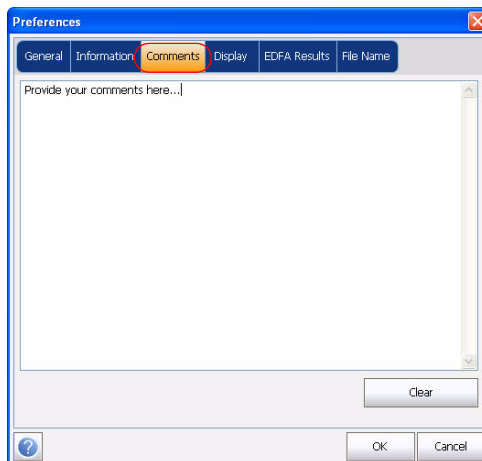 Preferences
General Information Comments Display EDFA Results File Name
Provide your comments here...
Clear
? OK Cancel